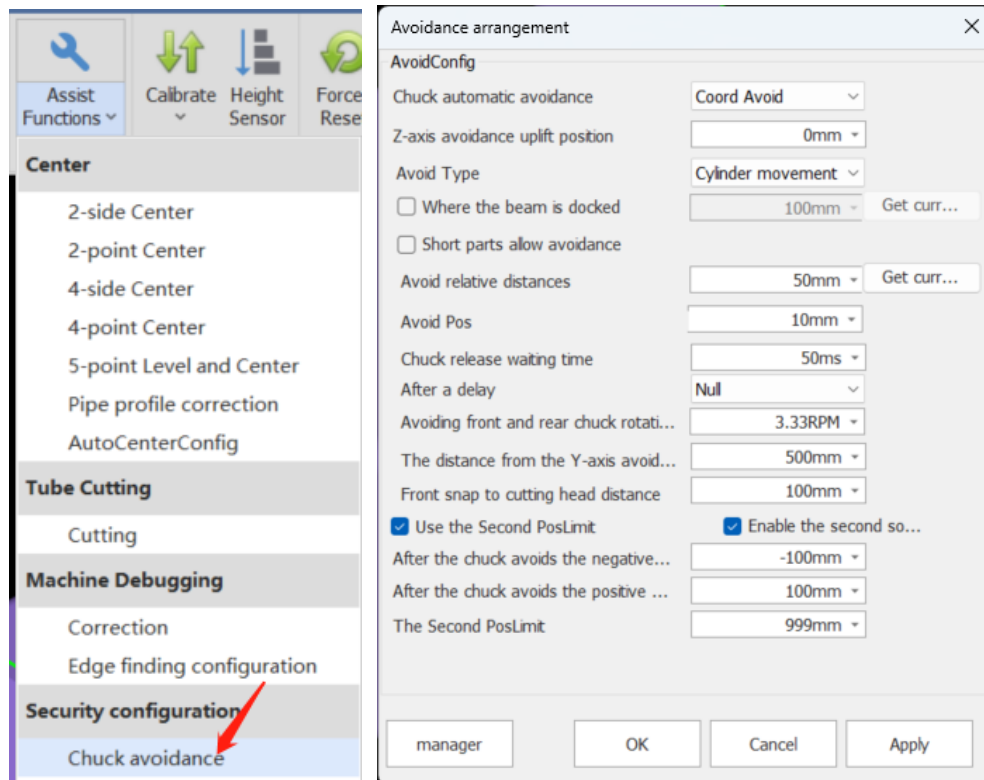 Assist
Functions
Calibrate
Height
Sensor
Force
Rese
Center
2-side Center
2-point Center
4-side Center
4-point Center
5-point Level and Center
Pipe profile correction
AutoCenterConfig
Tube Cutting
Cutting
Machine Debugging
Correction
Edge finding configuration
Security configuration
Chuck avoidance
Avoidance arrangement
AvoidConfig
Chuck automatic avoidance Coord Avoid
Z-axis avoidance uplift position 0mm
Avoid Type Cylinder movement
Where the beam is docked 100mm Get curr...
Short parts allow avoidance
Avoid relative distances 50mm Get curr...
Avoid Pos 10mm
Chuck release waiting time 50ms
After a delay Null
Avoiding front and rear chuck rotati... 3.33RPM
The distance from the Y-axis avoid... 500mm
Front snap to cutting head distance 100mm
Use the Second PosLimit Enable the second so...
After the chuck avoids the negative... -100mm
After the chuck avoids the positive ... 100mm
The Second PosLimit 999mm
manager OK Cancel Apply